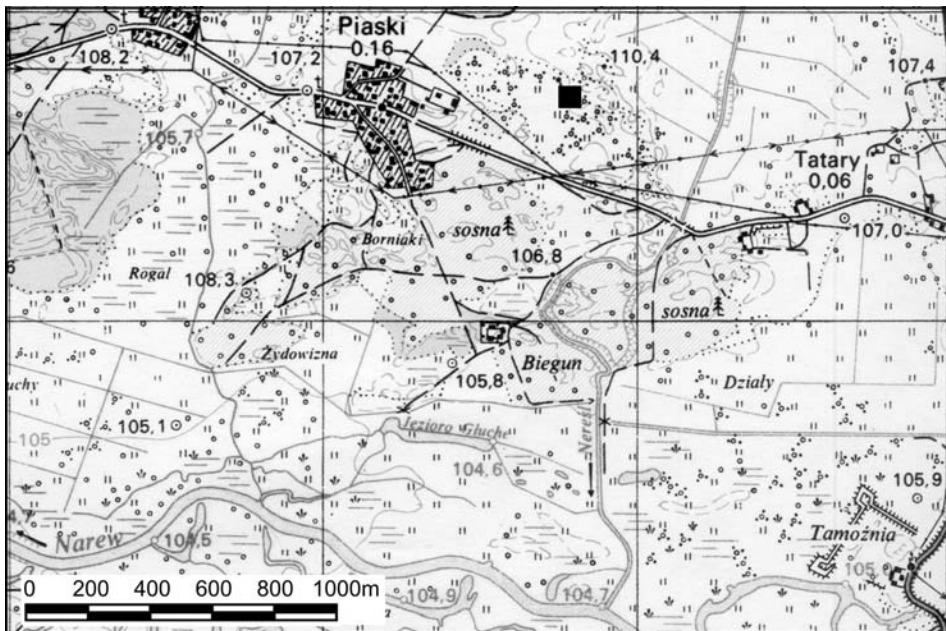 t
108,2
107,2
t
Piaski
0.16
110,4
107,4
105,7
Tatary
0,06
107,0
sosna
Borniaki
106,8
Rogal
108,3
sosna
Żydowizna
Biegun
105,8
Działy
105,1
105
Jezioro Głuche
104,6
Nereśl
105,9
Narew
104,5
Tamoźnia
104,9
104,7
0 200 400 600 800 1000m